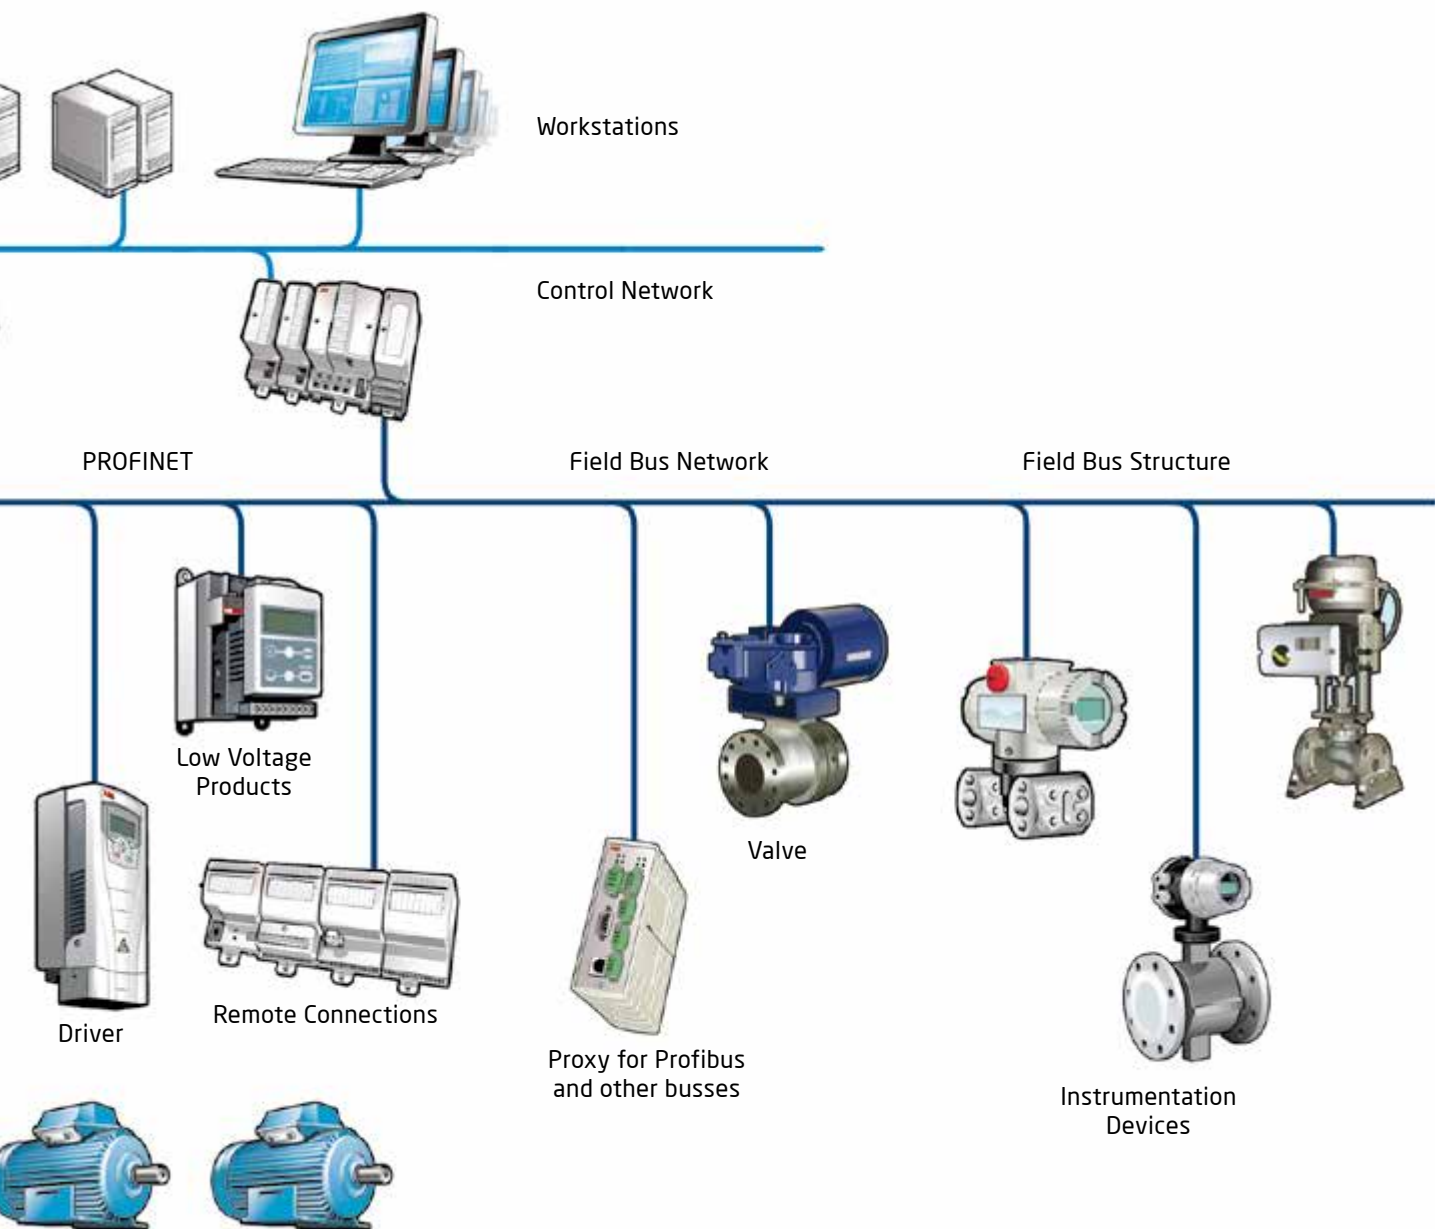 Workstations
Control Network
PROFINET
Field Bus Network
Field Bus Structure
Low Voltage
Products
Valve
Driver
Remote Connections
Proxy for Profibus
and other busses
Instrumentation
Devices